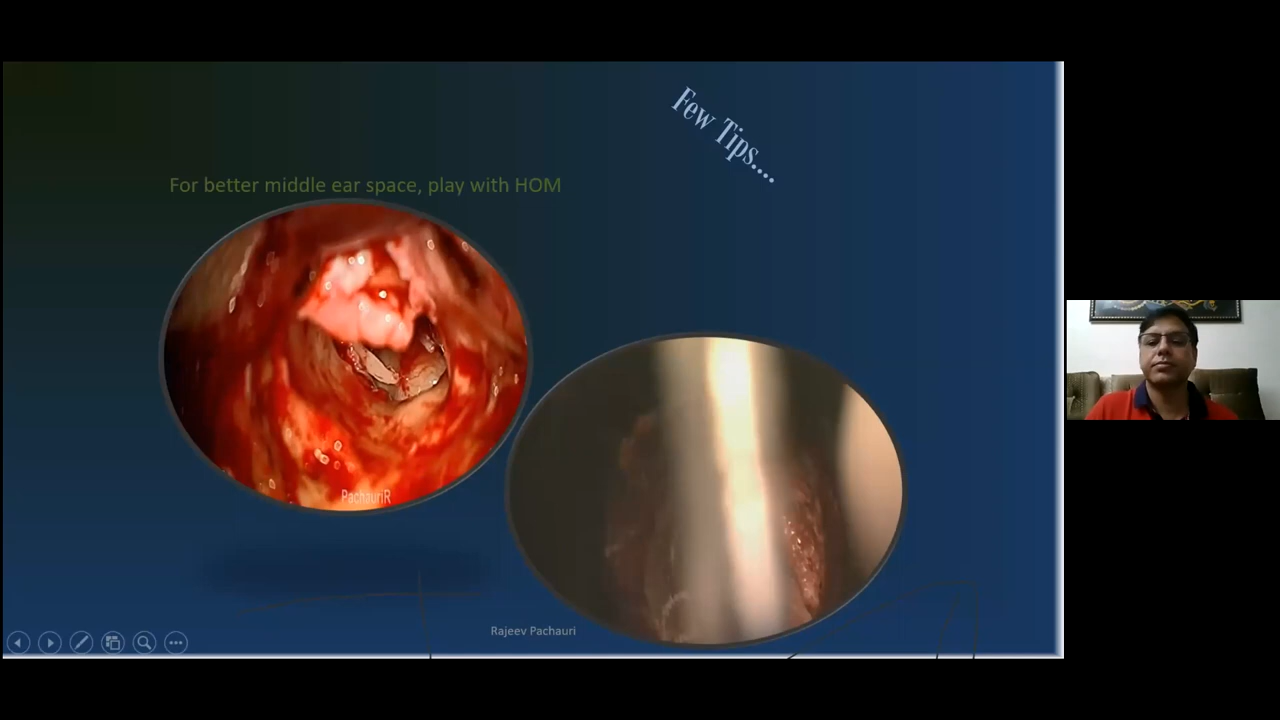 Few Tips....
For better middle ear space, play with HOM
PachauriR
Rajeev Pachauri